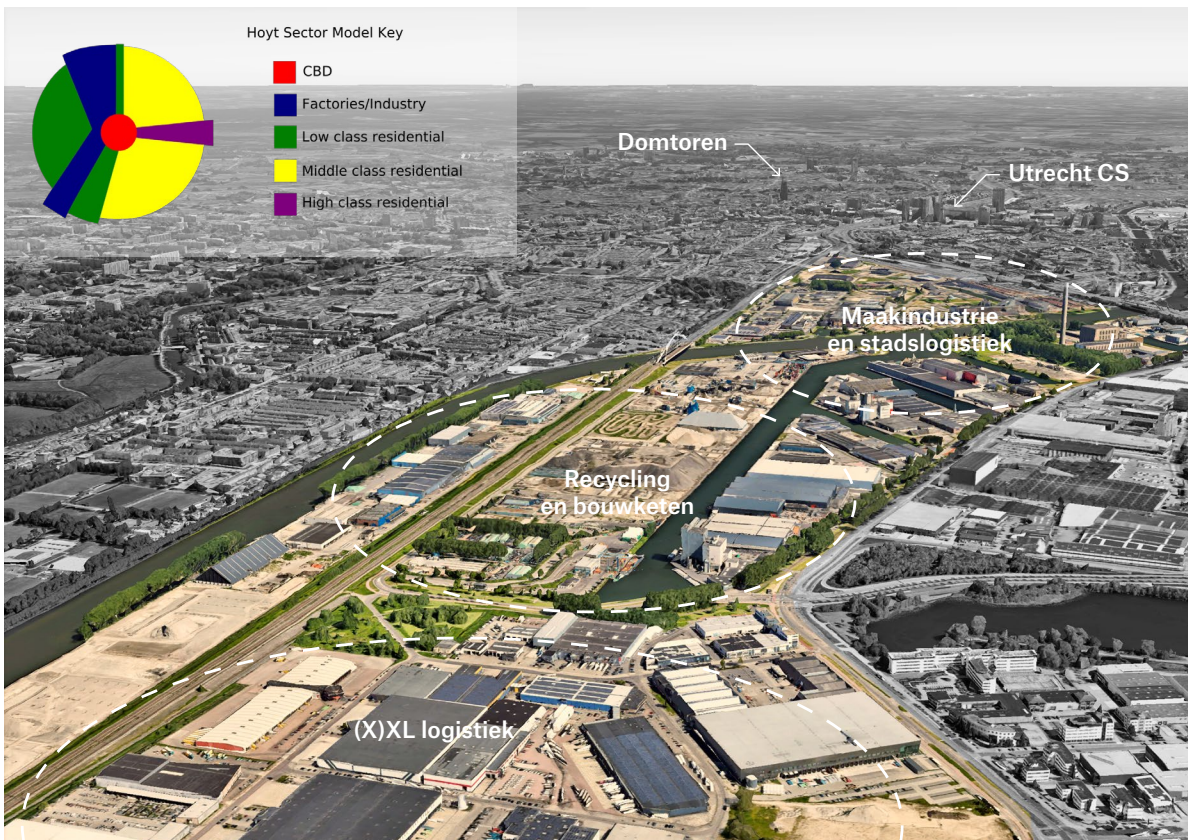 Hoyt Sector Model Key
CBD
Factories/Industry
Low class residential
Middle class residential
High class residential
Domtoren
Utrecht CS
Maakindustrie
en stadslogistiek
Recycling
en bouwketen
(X)XL logistiek